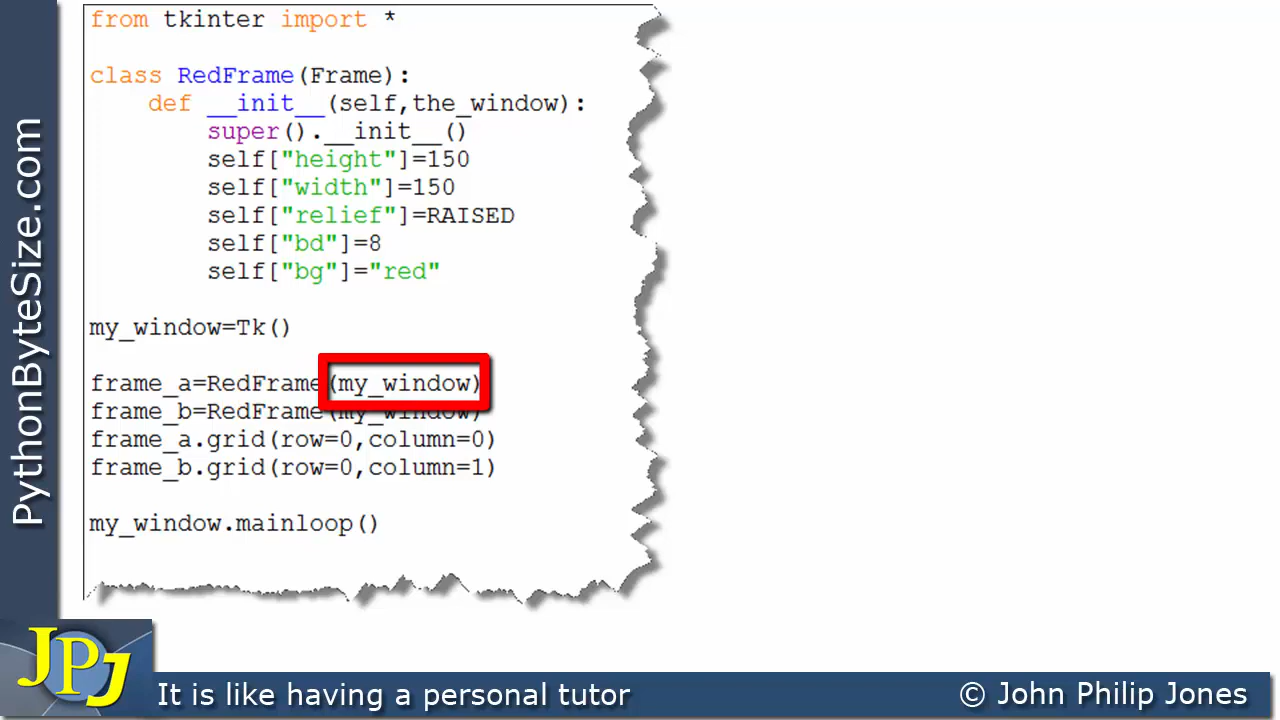 from tkinter import *
class RedFrame(Frame):
    def __init__(self,the_window):
        super().__init__()
        self["height"]=150
        self["width"]=150
        self["relief"]=RAISED
        self["bd"]=8
        self["bg"]="red"
my_window=Tk()
frame_a=RedFrame(my_window)
frame_b=RedFrame(my_window)
frame_a.grid(row=0,column=0)
frame_b.grid(row=0,column=1)
my_window.mainloop()
PythonByteSize.com
JPJ
It is like having a personal tutor
© John Philip Jones